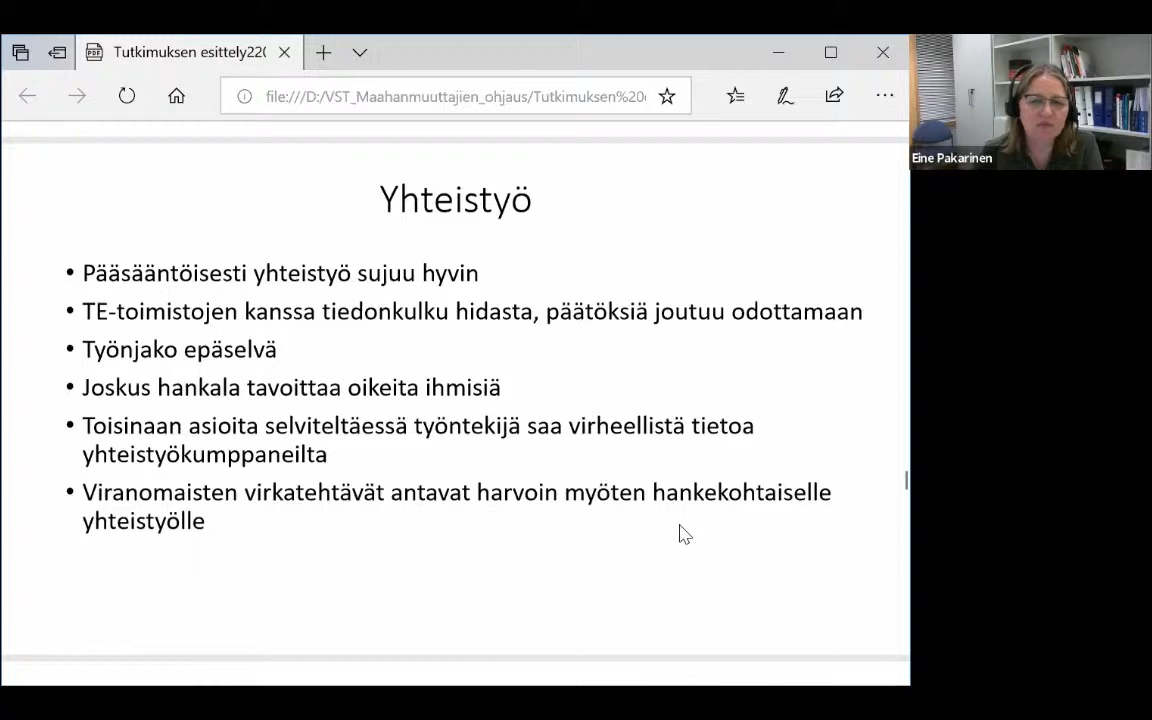 Tutkimuksen esittely220
file:///D:/VST_Maahanmuuttajien_ohjaus/Tutkimuksen%20
Eine Pakarinen
Yhteistyö
• Pääsääntöisesti yhteistyö sujuu hyvin
• TE-toimistojen kanssa tiedonkulku hidasta, päätöksiä joutuu odottamaan
• Työnjako epäselvä
• Joskus hankala tavoittaa oikeita ihmisiä
• Toisinaan asioita selviteltäessä työntekijä saa virheellistä tietoa
yhteistyökumppaneilta
• Viranomaisten virkatehtävät antavat harvoin myöten hankekohtaiselle
yhteistyölle